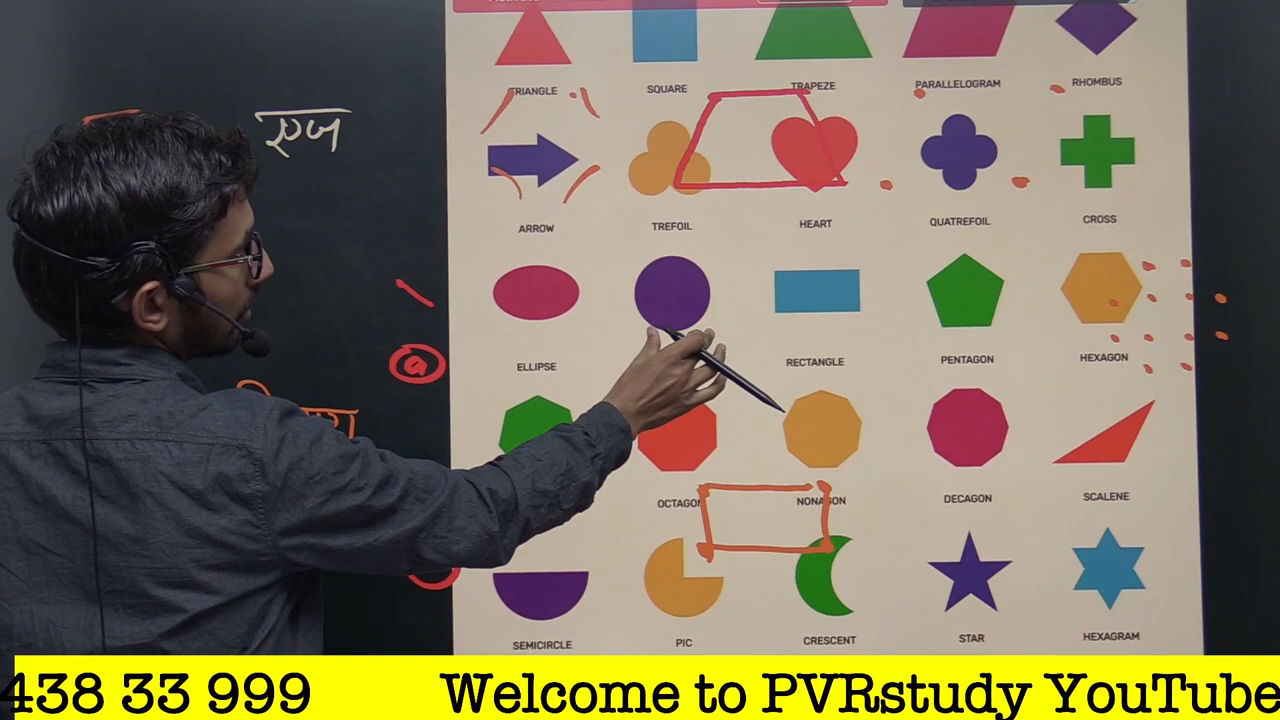 TRIANGLE SQUARE TRAPEZE PARALLELOGRAM RHOMBUS
ARROW TREFOIL HEART QUATREFOIL CROSS
ELLIPSE RECTANGLE PENTAGON HEXAGON
a
OCTAGON NONAGON DECAGON SCALENE
SEMICIRCLE PIC CRESCENT STAR HEXAGRAM
438 33 999 Welcome to PVRstudy YouTube